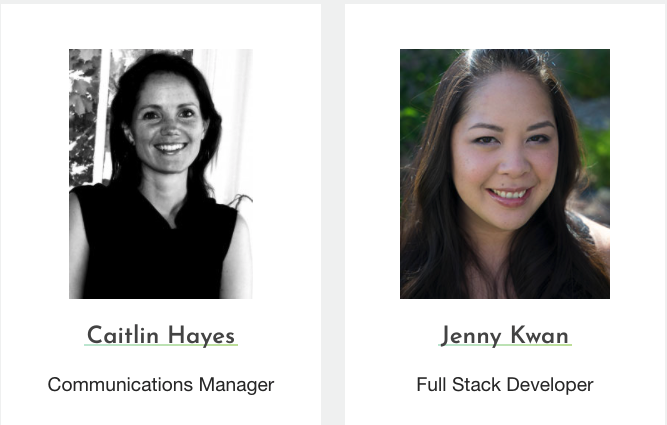 Caitlin Hayes
Communications Manager
Jenny Kwan
Full Stack Developer